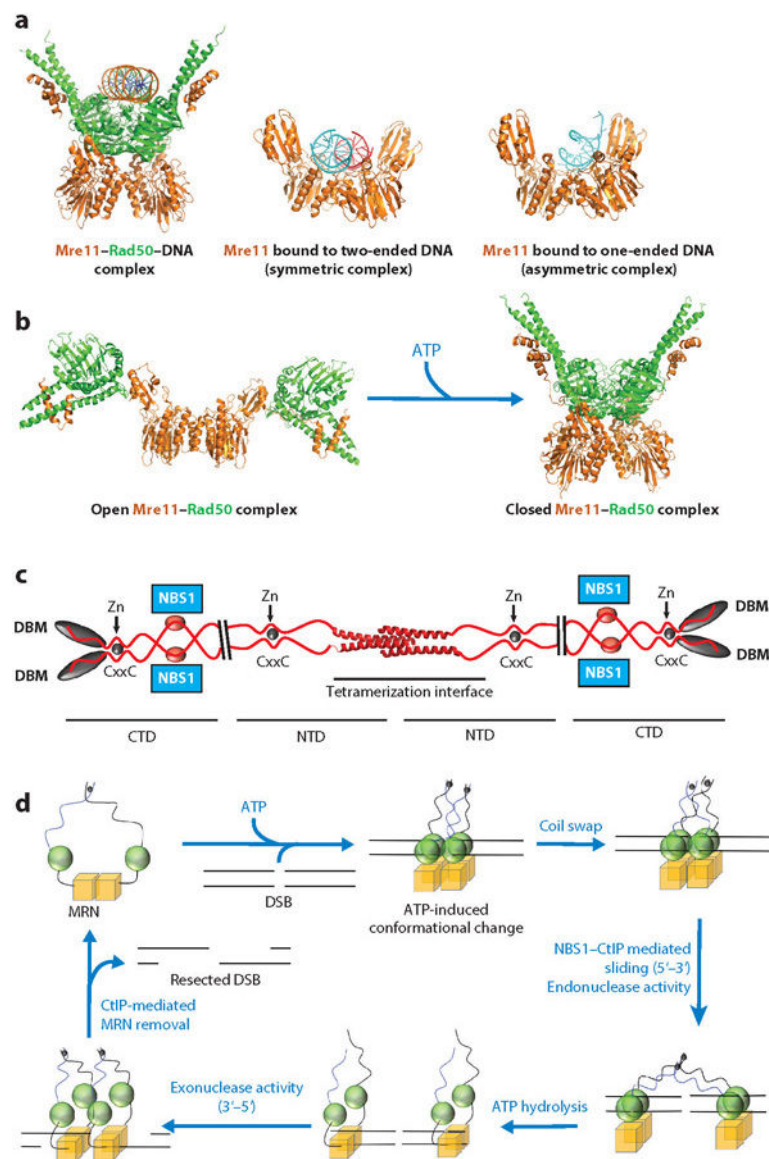 a
Mre11–Rad50–DNA
complex
Mre11 bound to two-ended DNA
(symmetric complex)
Mre11 bound to one-ended DNA
(asymmetric complex)
b
ATP
Open Mre11–Rad50 complex
Closed Mre11–Rad50 complex
c
NBS1
NBS1
Zn
Zn
Zn
Zn
DBM
DBM
DBM
DBM
CxxC
CxxC
CxxC
CxxC
NBS1
NBS1
Tetramerization interface
CTD
NTD
NTD
CTD
d
ATP
DSB
MRN
ATP-induced
conformational change
Coil swap
NBS1–CtIP mediated
sliding (5′–3′)
Endonuclease activity
ATP hydrolysis
Exonuclease activity
(3′–5′)
CtIP-mediated
MRN removal
Resected DSB